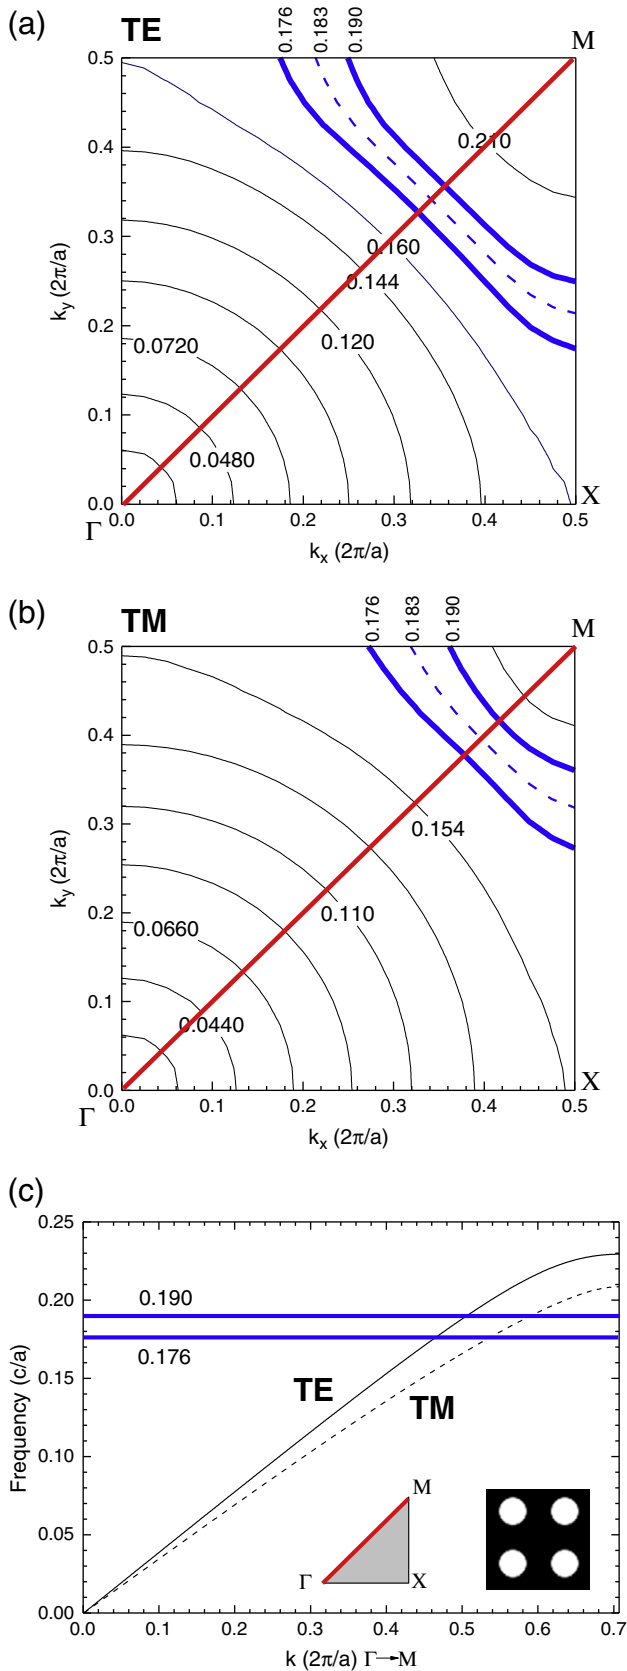 (a) TE
0.176 0.183 0.190
M
0.5
0.4
0.3
0.2
0.1
0.0
k_y (2π/a)
0.210
0.160
0.144
0.120
0.0720
0.0480
X
Γ
0.0 0.1 0.2 0.3 0.4 0.5
k_x (2π/a)
(b) TM
0.176 0.183 0.190
M
0.5
0.4
0.3
0.2
0.1
0.0
k_y (2π/a)
0.154
0.110
0.0660
0.0440
X
Γ
0.0 0.1 0.2 0.3 0.4 0.5
k_x (2π/a)
(c)
0.25
0.20
0.15
0.10
0.05
0.00
Frequency (c/a)
0.190
0.176
TE
TM
M
Γ X
0.0 0.1 0.2 0.3 0.4 0.5 0.6 0.7
k (2π/a) Γ→M